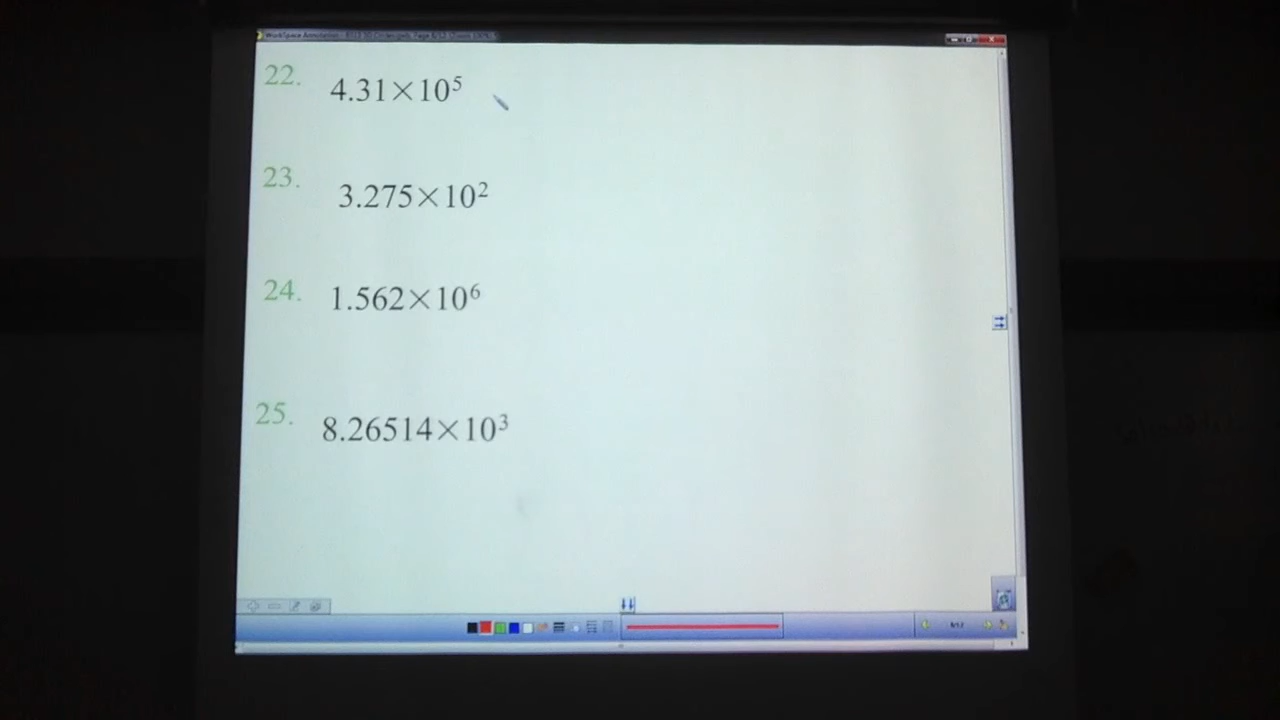 22. 4.31×10⁵
23. 3.275×10²
24. 1.562×10⁶
25. 8.26514×10³